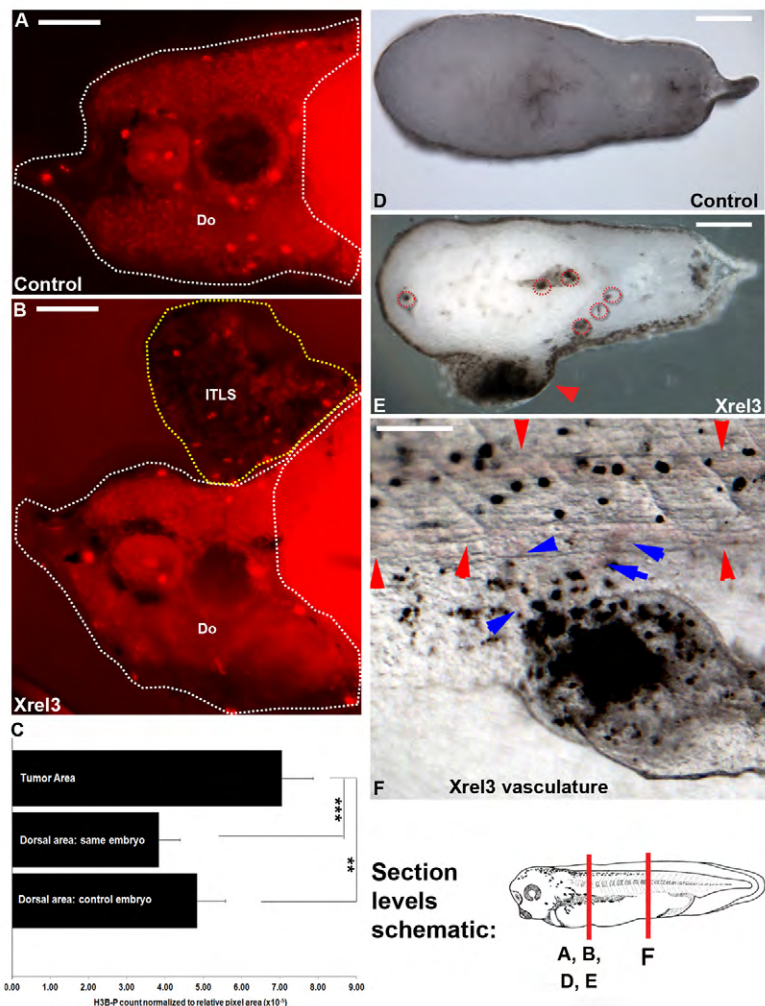 A
Do
Control
B
ITLS
Do
Xrel3
C
Tumor Area
Dorsal area: same embryo
Dorsal area: control embryo
***
**
0.00 1.00 2.00 3.00 4.00 5.00 6.00 7.00 8.00 9.00
H3B-P count normalized to relative pixel area (x10⁻⁵)
D
Control
E
Xrel3
F
Xrel3 vasculature
Section
levels
schematic:
A, B,
D, E
F